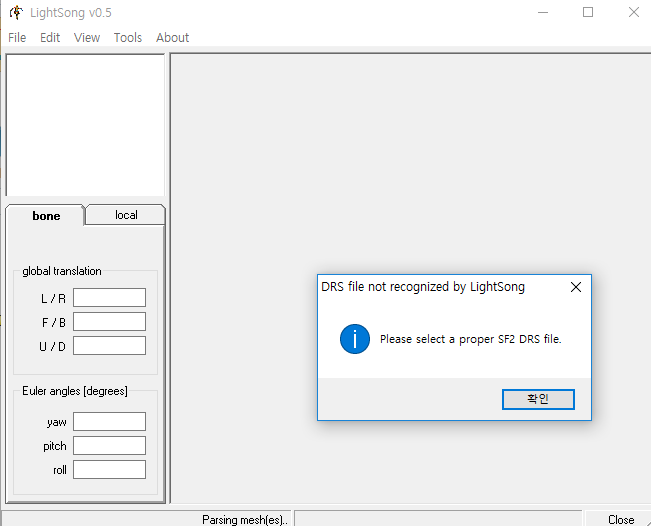 LightSong v0.5
File Edit View Tools About
bone local
global translation
L / R
F / B
U / D
Euler angles [degrees]
yaw
pitch
roll
DRS file not recognized by LightSong
Please select a proper SF2 DRS file.
확인
Parsing mesh(es).. Close